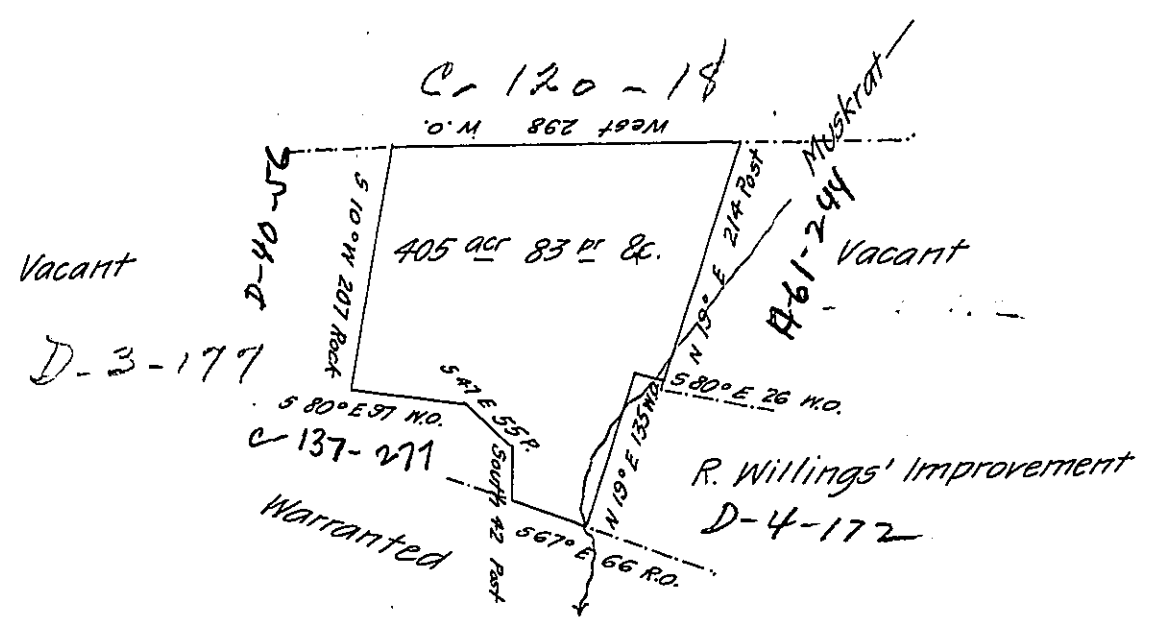 C-120-18
West 298 W.O.
Muskrat
D-40-56
S 10° W 207 Rock
405 acr 83 pr &c.
N 19° E 214 Post
A61-244
Vacant
Vacant
D-3-177
S 80° E 97 W.O.
S 47 E 55 P.
S 80° E 26 W.O.
C-137-271
N 19° E 135 W.O.
R. Willings' Improvement
D-4-172
South 42 Post
Warranted
S 67° E 66 R.O.